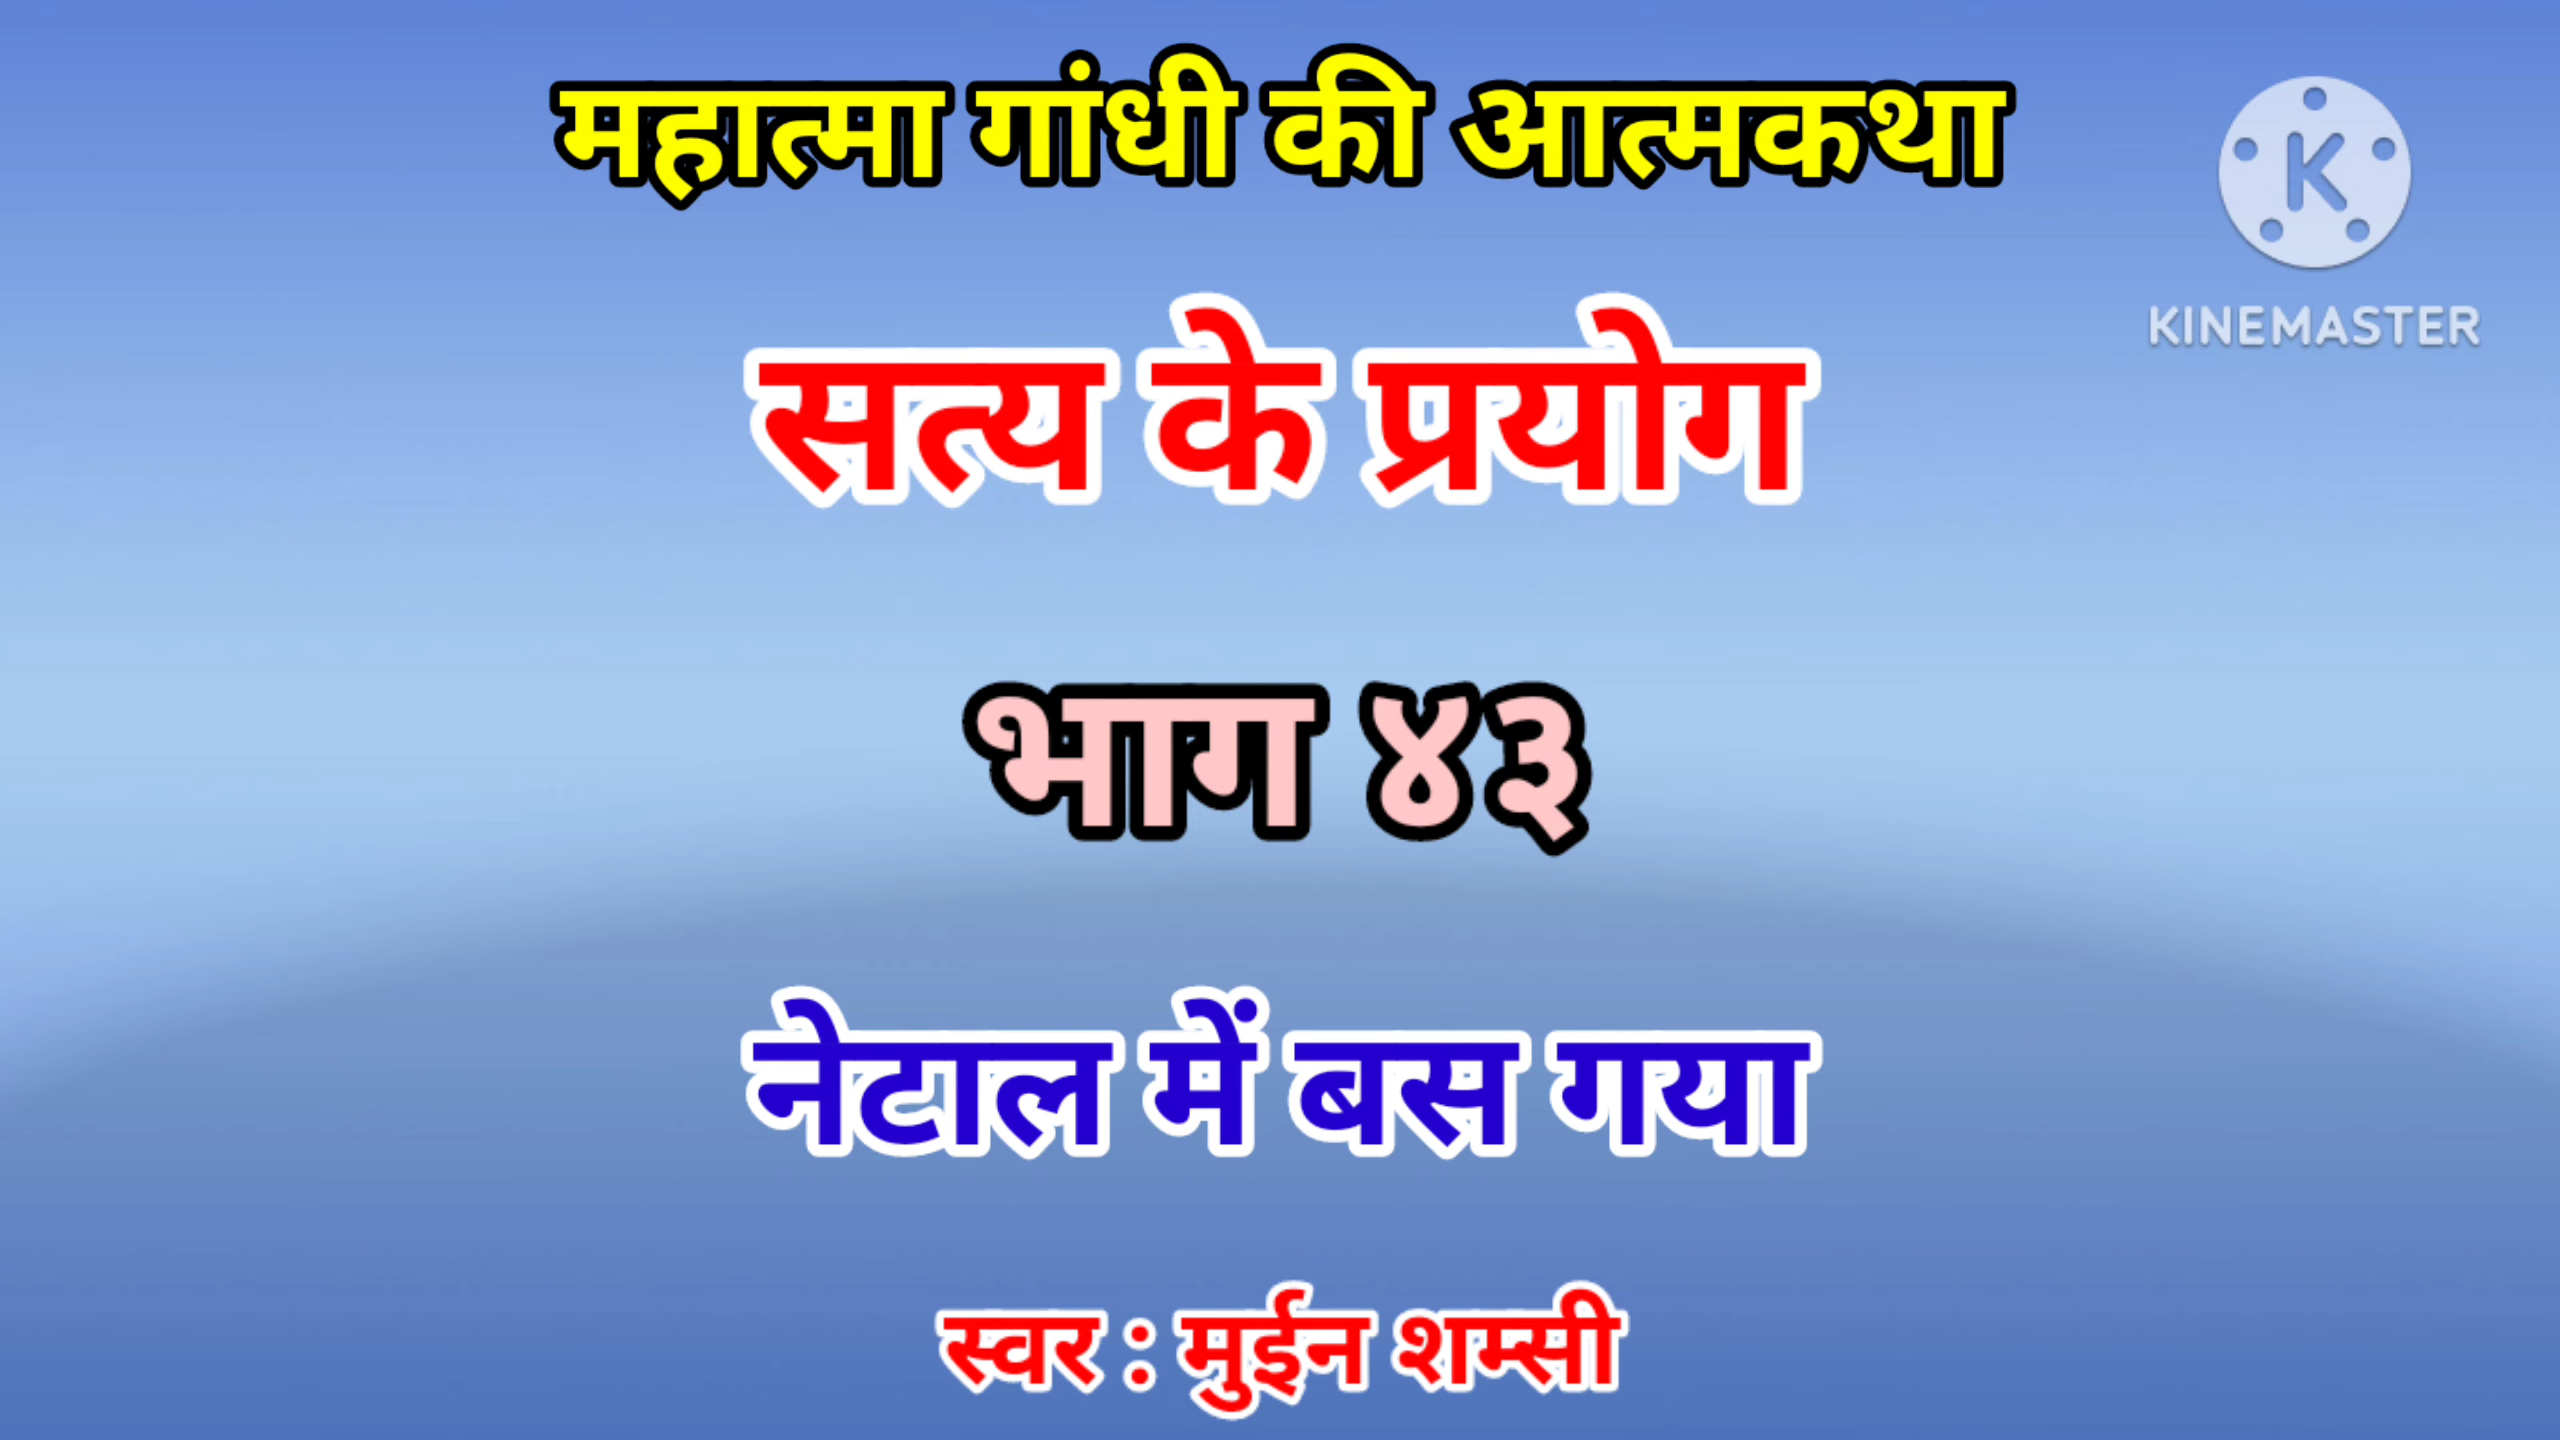 महात्मा गांधी की आत्मकथा
K
KINEMASTER
सत्य के प्रयोग
भाग ४३
नेटाल में बस गया
स्वर : मुईन शम्सी